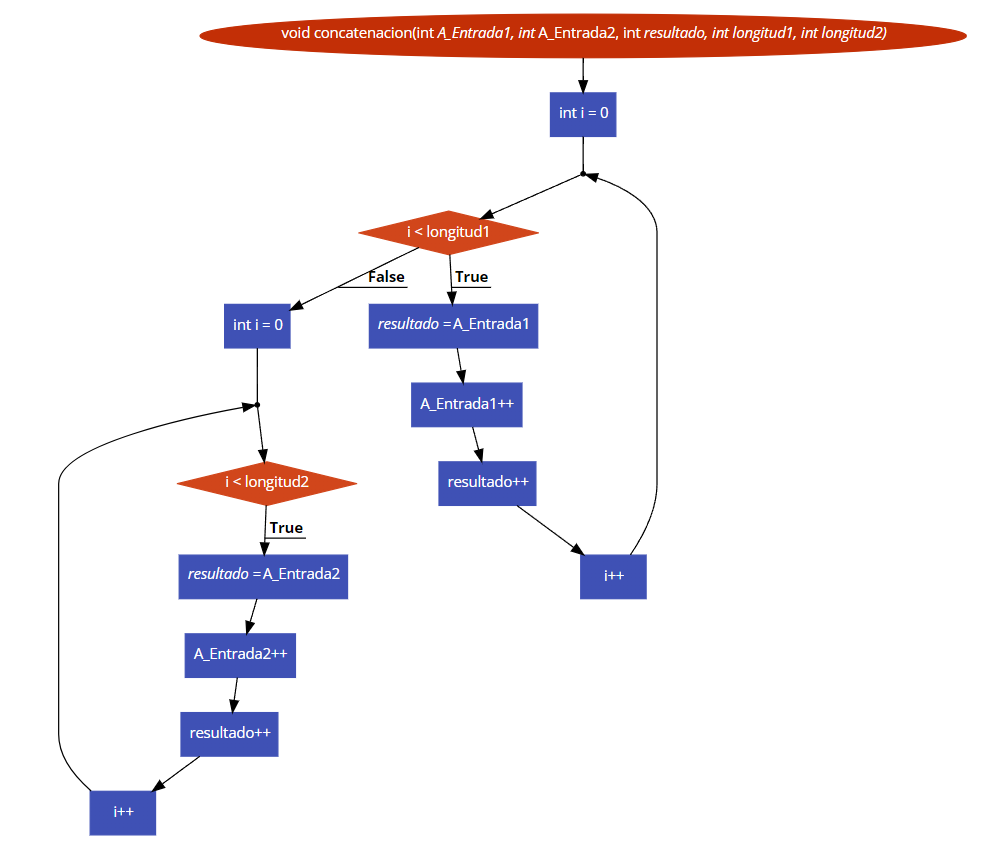 void concatenacion(int A_Entrada1, int A_Entrada2, int resultado, int longitud1, int longitud2)
int i = 0
i < longitud1
False
True
int i = 0
resultado =A_Entrada1
A_Entrada1++
i < longitud2
resultado++
True
resultado =A_Entrada2
i++
A_Entrada2++
resultado++
i++